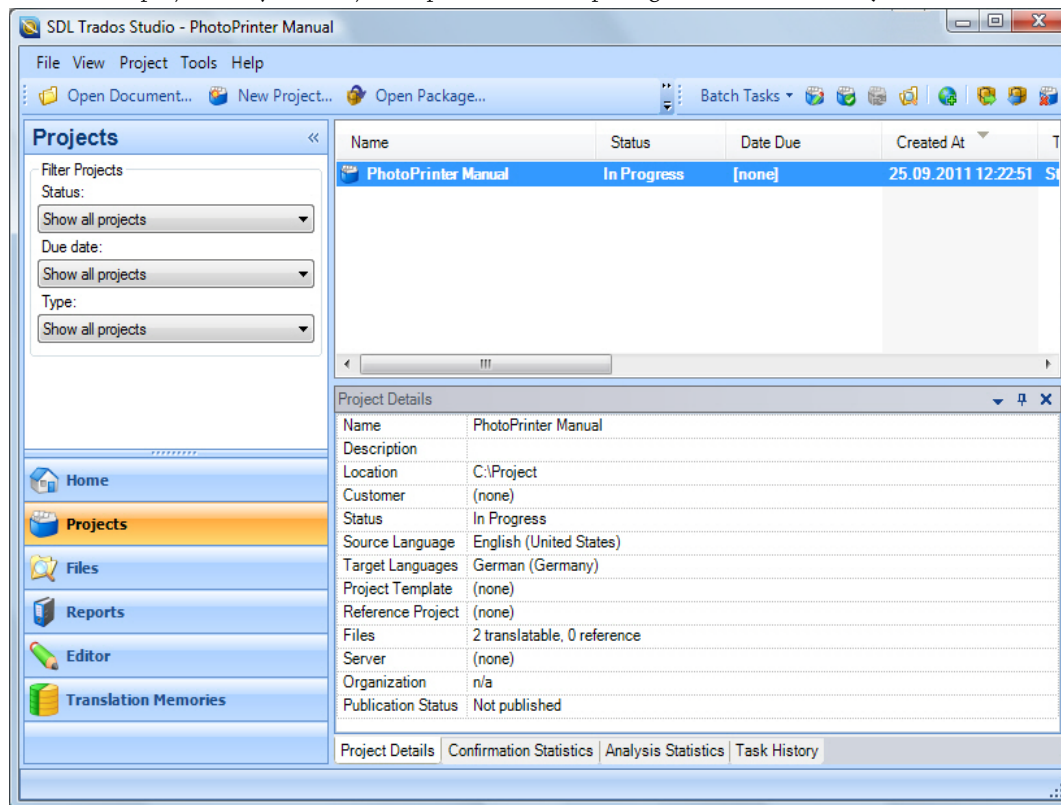 SDL Trados Studio - PhotoPrinter Manual
File View Project Tools Help
Open Document... New Project... Open Package... Batch Tasks
Projects «
Filter Projects
Status:
Show all projects
Due date:
Show all projects
Type:
Show all projects
Home
Projects
Files
Reports
Editor
Translation Memories
Name Status Date Due Created At T
PhotoPrinter Manual In Progress [none] 25.09.2011 12:22:51 St
Project Details
Name PhotoPrinter Manual
Description
Location C:\Project
Customer (none)
Status In Progress
Source Language English (United States)
Target Languages German (Germany)
Project Template (none)
Reference Project (none)
Files 2 translatable, 0 reference
Server (none)
Organization n/a
Publication Status Not published
Project Details Confirmation Statistics Analysis Statistics Task History